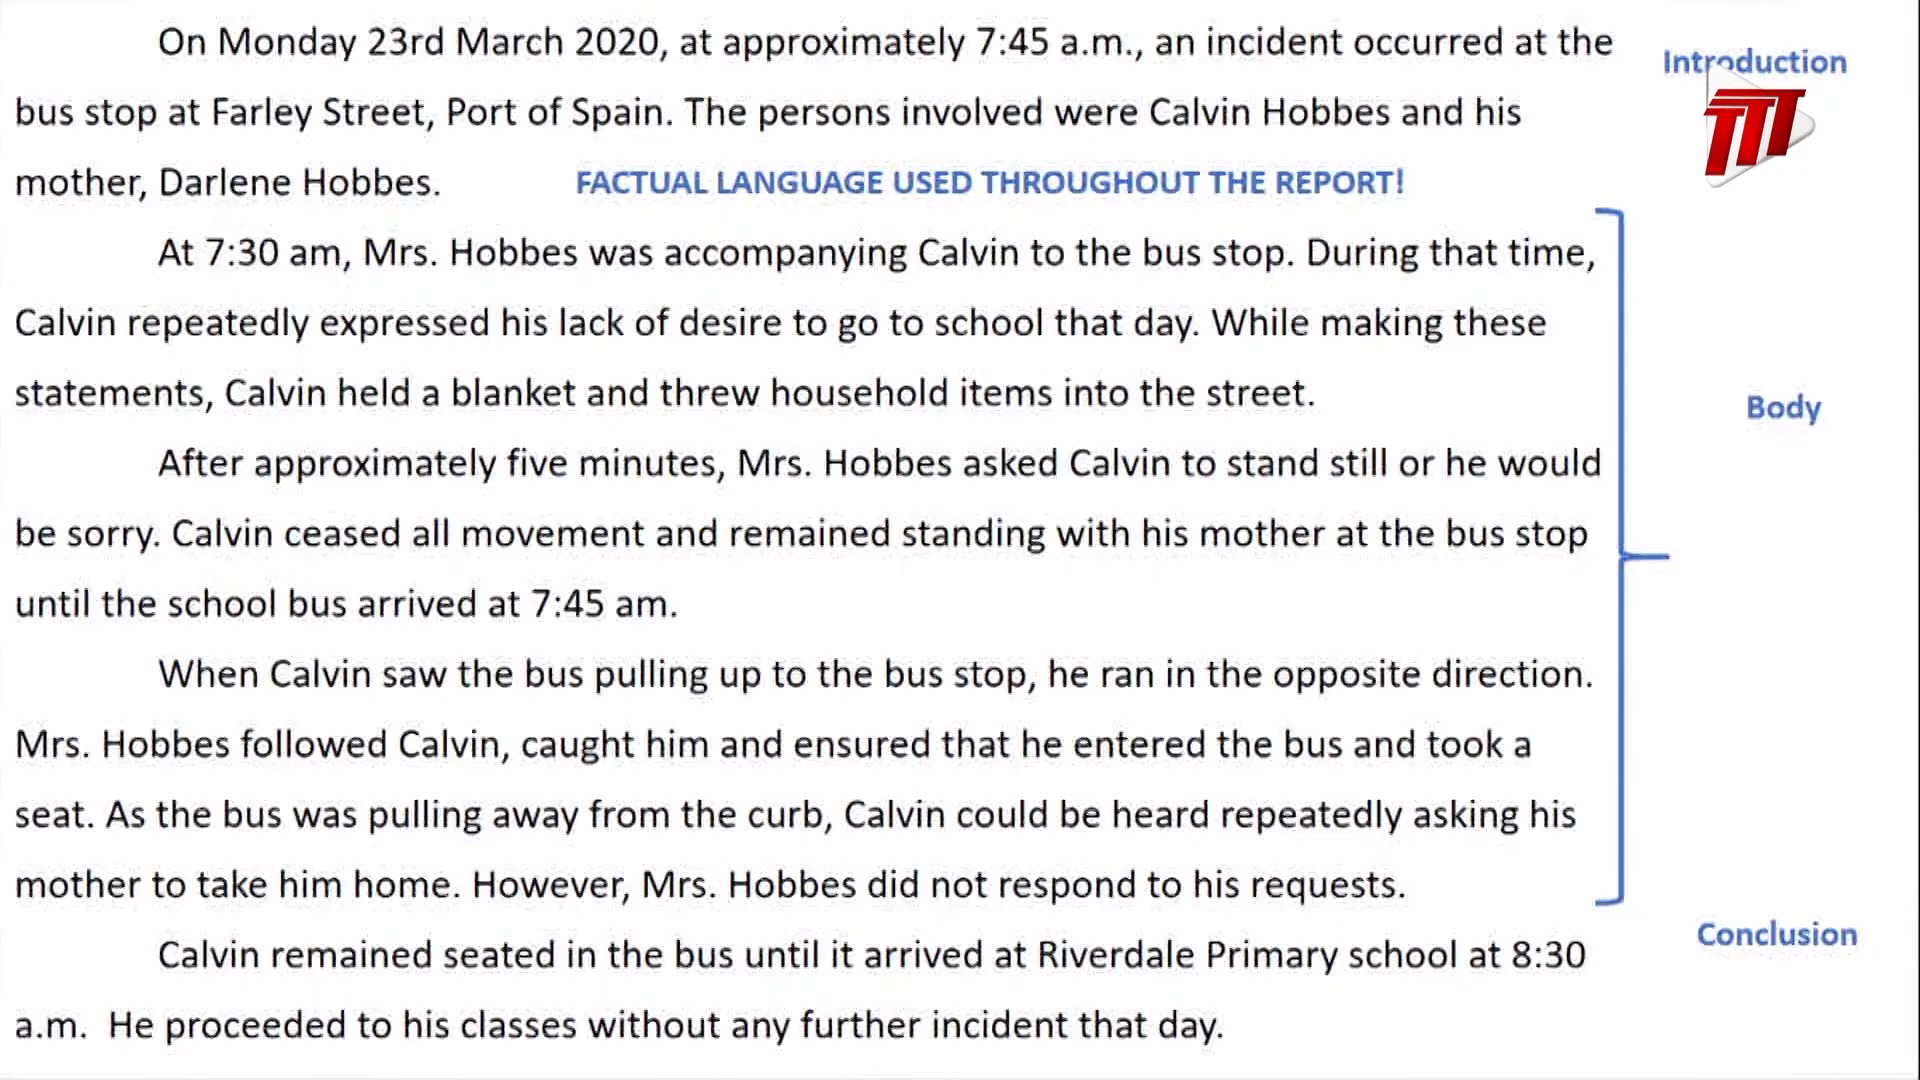 On Monday 23rd March 2020, at approximately 7:45 a.m., an incident occurred at the
Introduction
bus stop at Farley Street, Port of Spain. The persons involved were Calvin Hobbes and his
TTT
mother, Darlene Hobbes.
FACTUAL LANGUAGE USED THROUGHOUT THE REPORT!
At 7:30 am, Mrs. Hobbes was accompanying Calvin to the bus stop. During that time,
Calvin repeatedly expressed his lack of desire to go to school that day. While making these
statements, Calvin held a blanket and threw household items into the street.
Body
After approximately five minutes, Mrs. Hobbes asked Calvin to stand still or he would
be sorry. Calvin ceased all movement and remained standing with his mother at the bus stop
until the school bus arrived at 7:45 am.
When Calvin saw the bus pulling up to the bus stop, he ran in the opposite direction.
Mrs. Hobbes followed Calvin, caught him and ensured that he entered the bus and took a
seat. As the bus was pulling away from the curb, Calvin could be heard repeatedly asking his
mother to take him home. However, Mrs. Hobbes did not respond to his requests.
Conclusion
Calvin remained seated in the bus until it arrived at Riverdale Primary school at 8:30
a.m. He proceeded to his classes without any further incident that day.